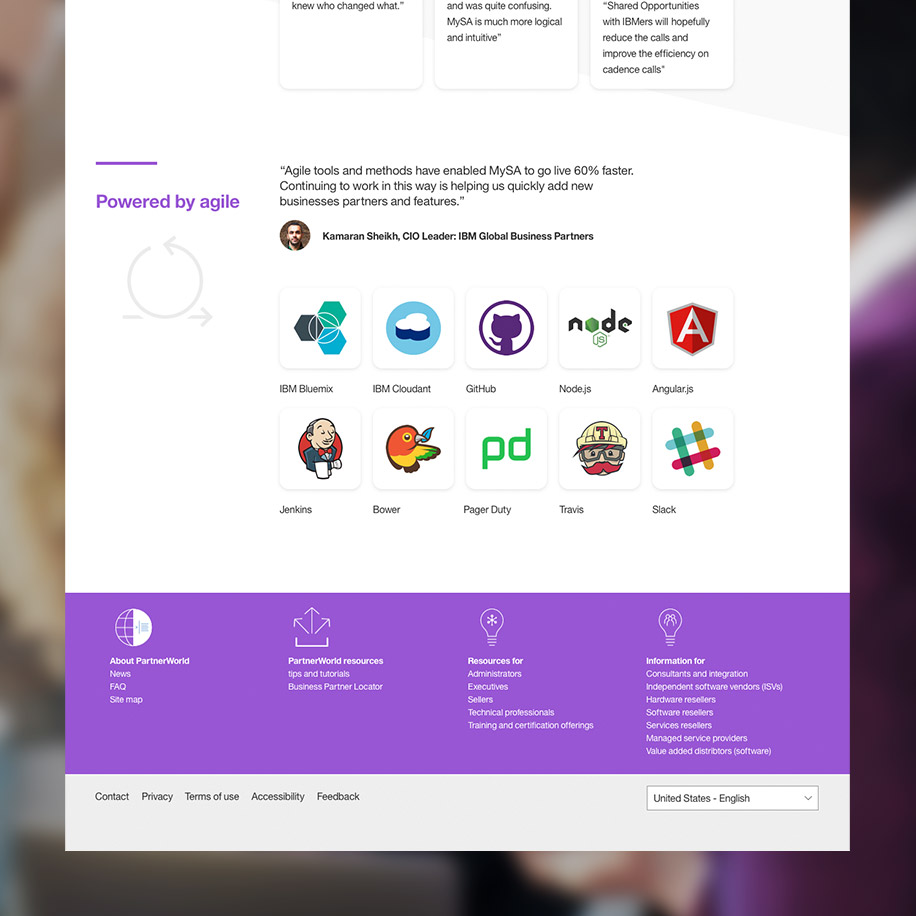 knew who changed what.”
and was quite confusing.
MySA is much more logical
and intuitive”
“Shared Opportunities
with IBMers will hopefully
reduce the calls and
improve the efficiency on
cadence calls"
Powered by agile
“Agile tools and methods have enabled MySA to go live 60% faster.
Continuing to work in this way is helping us quickly add new
businesses partners and features.”
Kamaran Sheikh, CIO Leader: IBM Global Business Partners
node
JS
A
IBM Bluemix
IBM Cloudant
GitHub
Node.js
Angular.js
pd
T
Jenkins
Bower
Pager Duty
Travis
Slack
About PartnerWorld
News
FAQ
Site map
PartnerWorld resources
tips and tutorials
Business Partner Locator
Resources for
Administrators
Executives
Sellers
Technical professionals
Training and certification offerings
Information for
Consultants and integration
Independent software vendors (ISVs)
Hardware resellers
Software resellers
Services resellers
Managed service providers
Value added distribtors (software)
Contact
Privacy
Terms of use
Accessibility
Feedback
United States - English